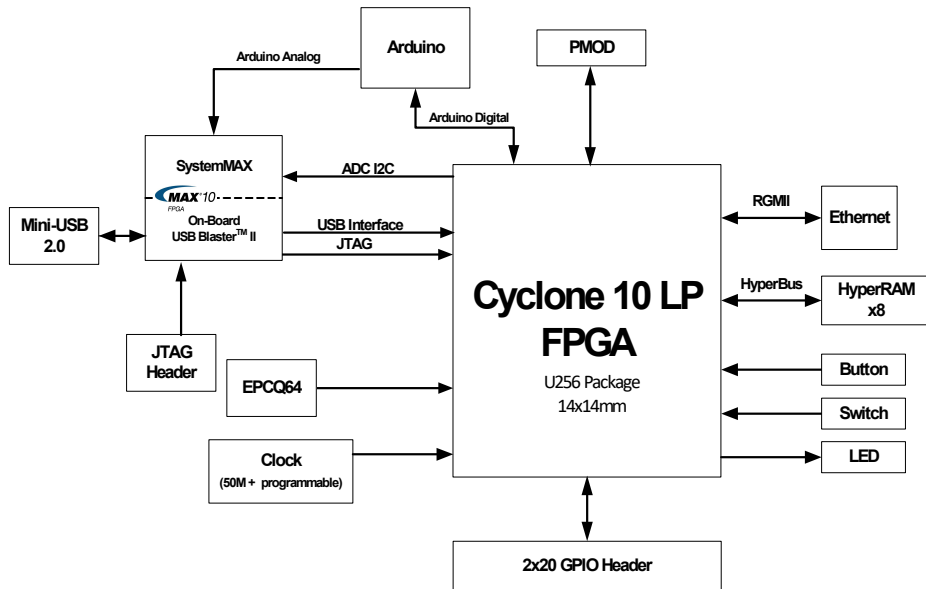 Arduino
PMOD
Arduino Analog
Arduino Digital
SystemMAX
MAX®10
FPGA
On-Board
USB Blaster™ II
ADC I2C
USB Interface
JTAG
Mini-USB
2.0
JTAG
Header
EPCQ64
Clock
(50M + programmable)
Cyclone 10 LP
FPGA
U256 Package
14x14mm
RGMII
Ethernet
HyperBus
HyperRAM
x8
Button
Switch
LED
2x20 GPIO Header